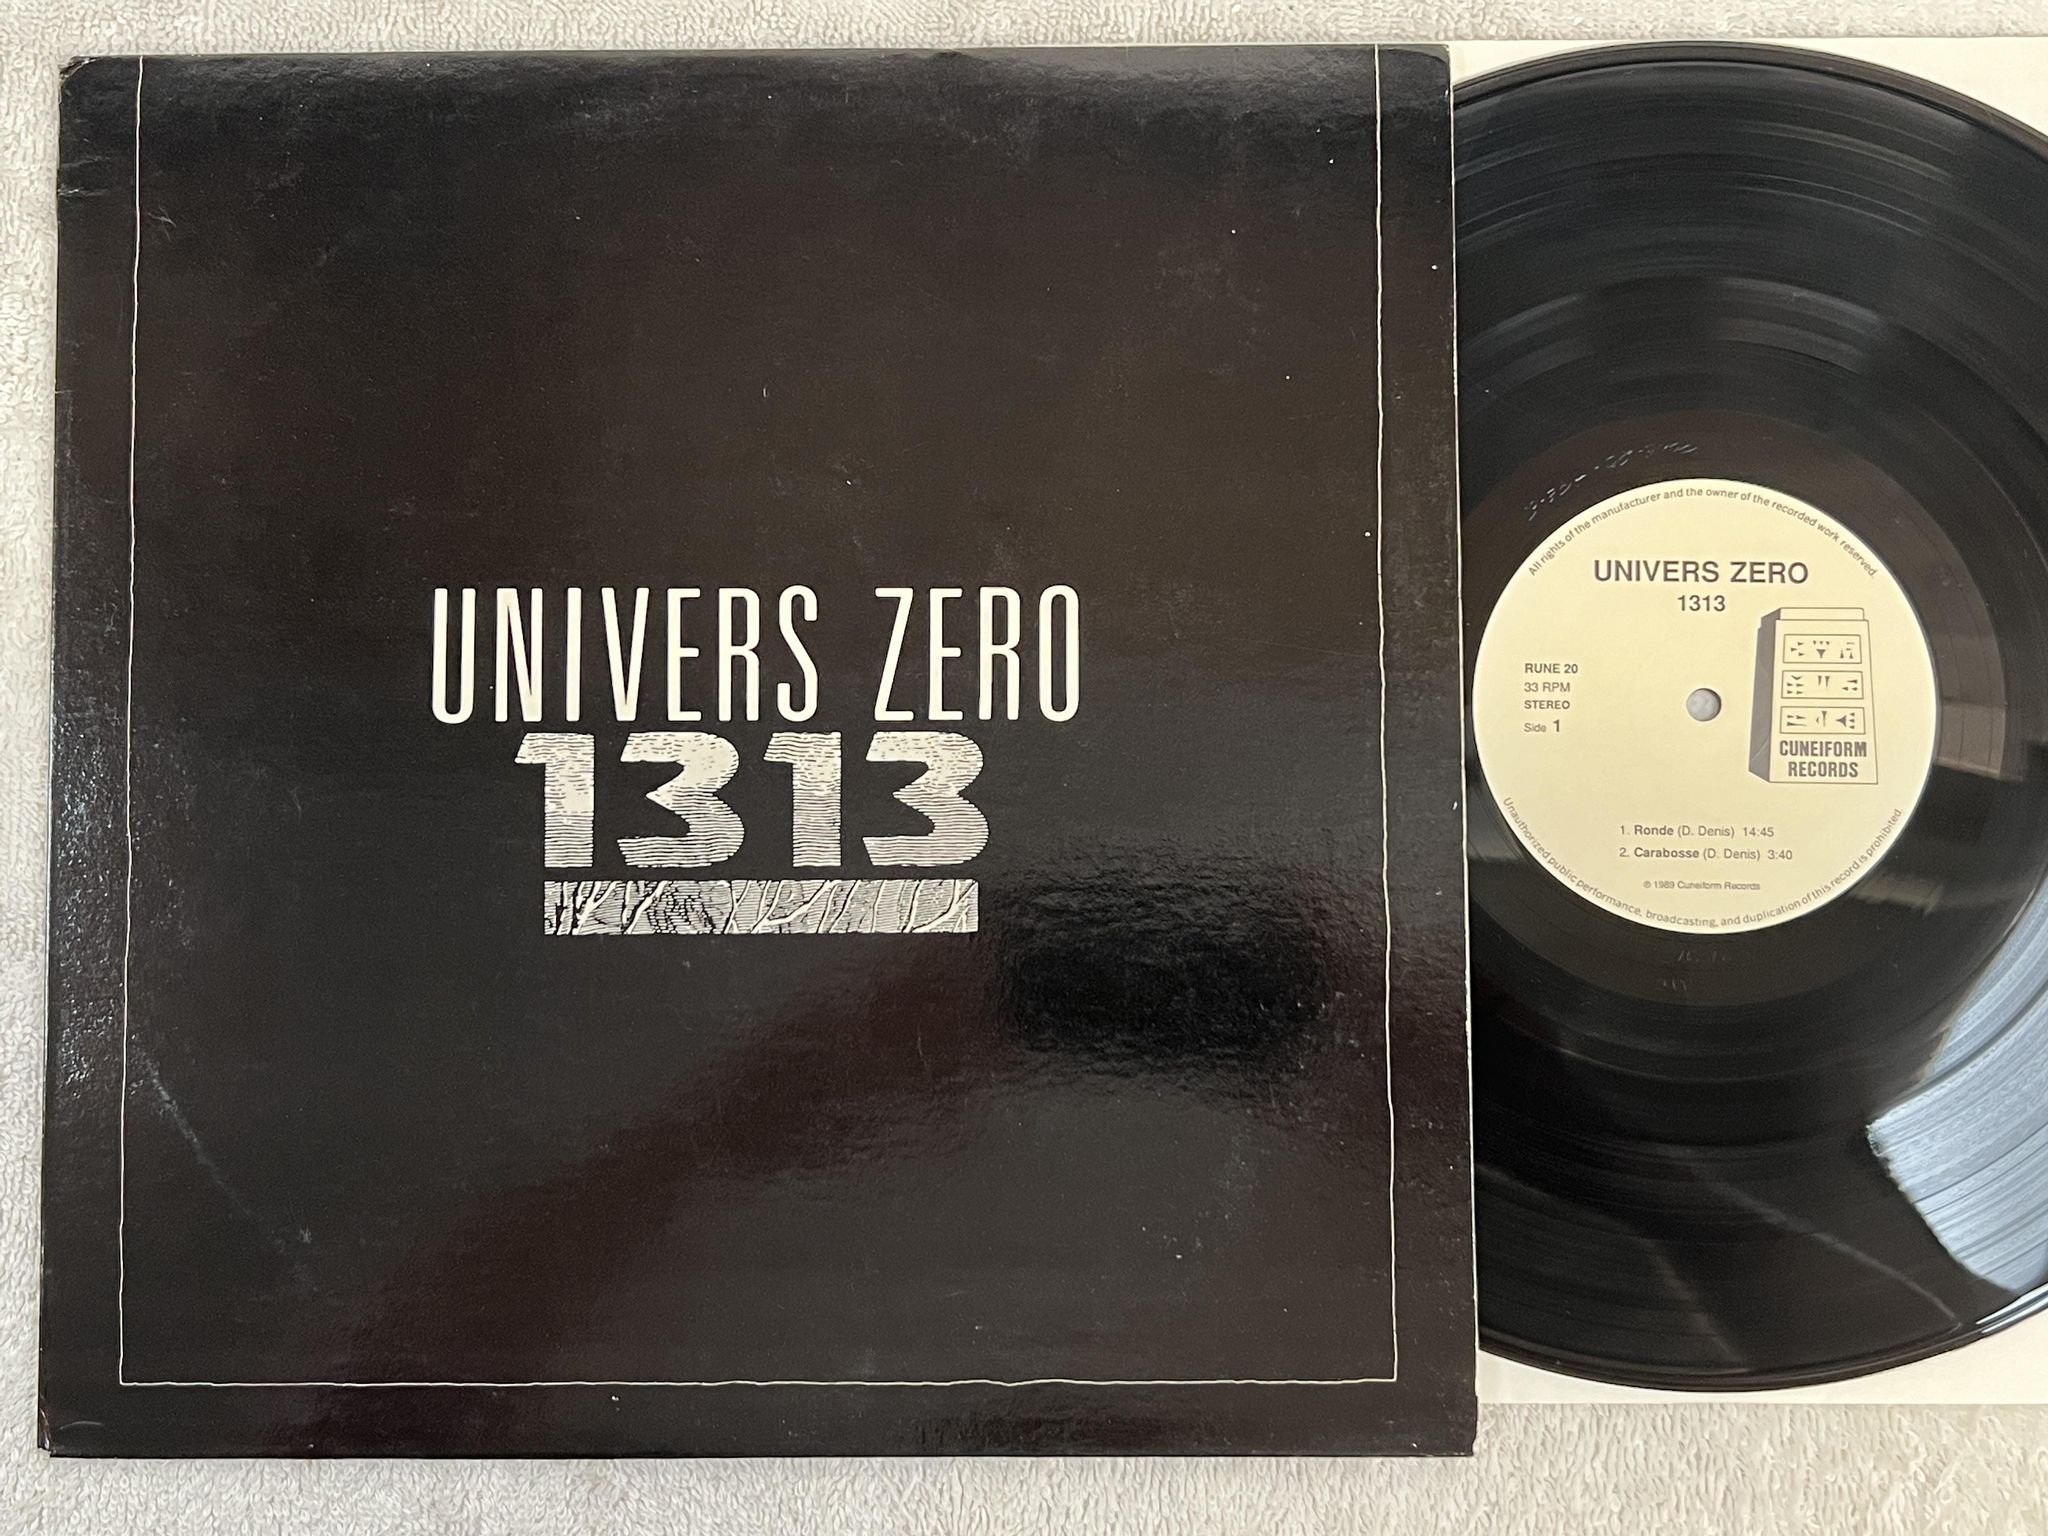 UNIVERS ZERO
1313
All rights of the manufacturer and the owner of the recorded work reserved.
UNIVERS ZERO
1313
RUNE 20
33 RPM
STEREO
Side 1
CUNEIFORM
RECORDS
1. Ronde (D. Denis) 14:45
2. Carabosse (D. Denis) 3:40
℗ 1989 Cuneiform Records
Unauthorized public performance, broadcasting, and duplication of this record is prohibited.